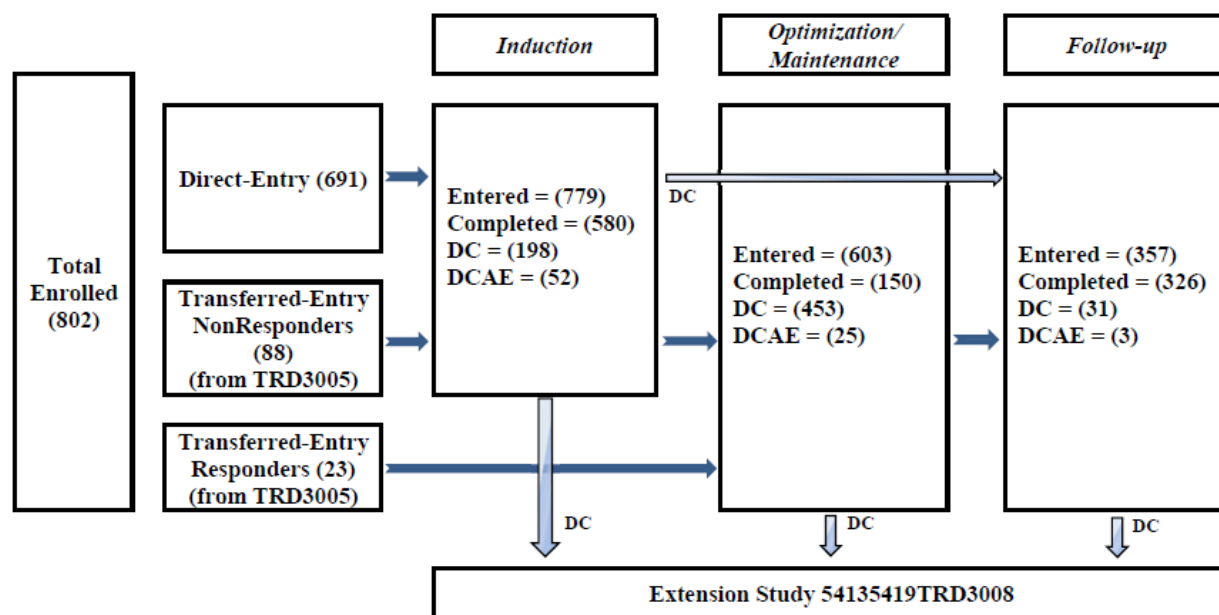 Induction
Optimization/
Maintenance
Follow-up
Total
Enrolled
(802)
Direct-Entry (691)
Transferred-Entry
NonResponders
(88)
(from TRD3005)
Transferred-Entry
Responders (23)
(from TRD3005)
Entered = (779)
Completed = (580)
DC = (198)
DCAE = (52)
DC
Entered = (603)
Completed = (150)
DC = (453)
DCAE = (25)
Entered = (357)
Completed = (326)
DC = (31)
DCAE = (3)
DC
DC
DC
Extension Study 54135419TRD3008